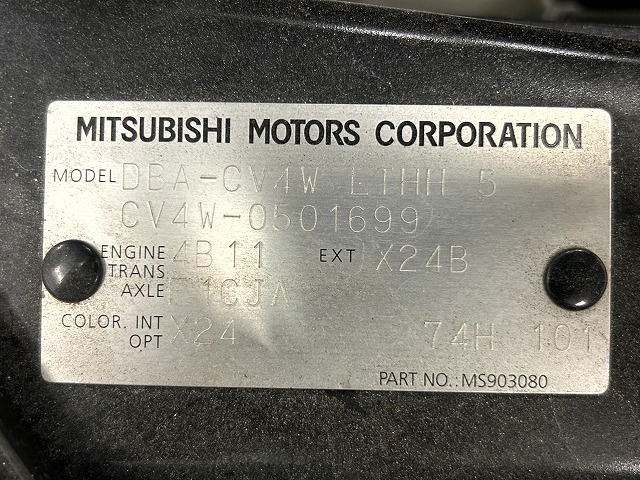 MITSUBISHI MOTORS CORPORATION
MODEL DBA-CV4W LTHH 5
CV4W-0501699
ENGINE 4B11 EXT X24B
TRANS
AXLE F1CJA
COLOR. INT X24 74H 101
OPT
PART NO.: MS903080